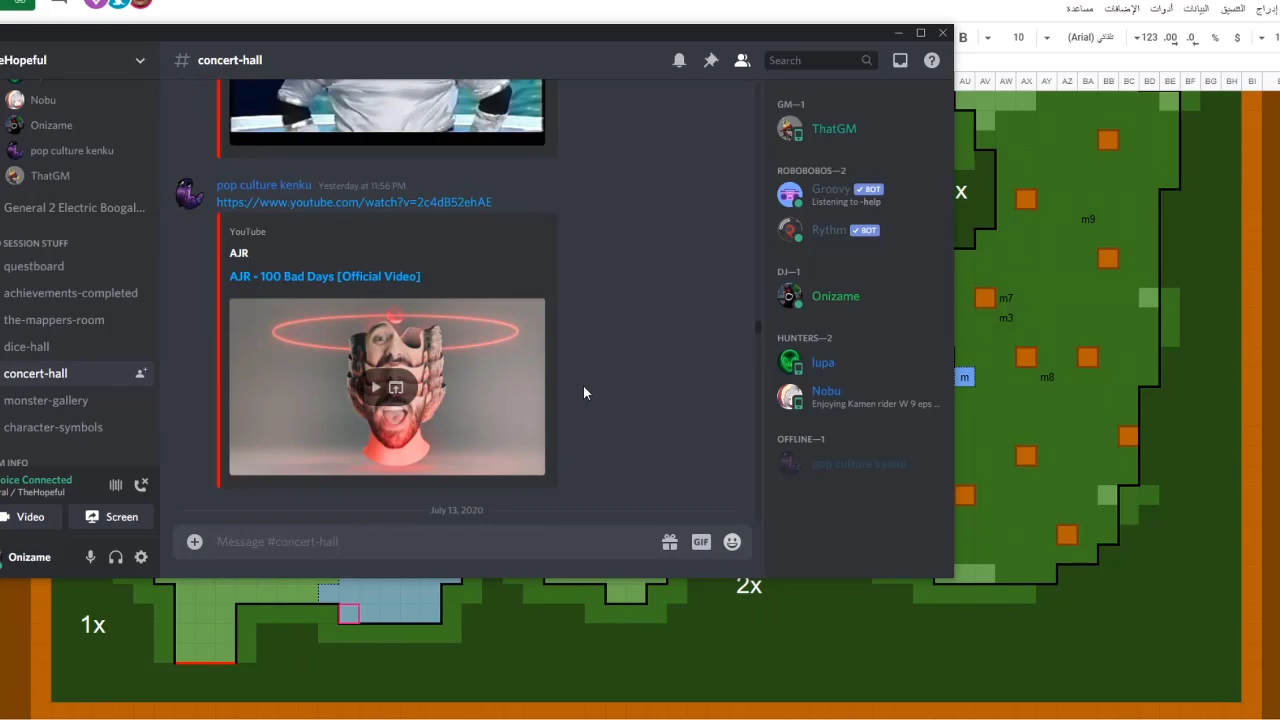 إدراج التنسيق البيانات أدوات الإضافات مساعدة
B 10 تلقائي (Arial) 123 .00 .0 % $
AU AV AW AX AY AZ BA BB BC BD BE BF BG BH BI
TheHopeful
Nobu
Onizame
pop culture kenku
ThatGM
General 2 Electric Boogal...
SESSION STUFF
questboard
achievements-completed
the-mappers-room
dice-hall
concert-hall
monster-gallery
character-symbols
INFO
Voice Connected
/ TheHopeful
Video
Screen
Onizame
# concert-hall
Search
pop culture kenku Yesterday at 11:56 PM
https://www.youtube.com/watch?v=2c4dB52ehAE
YouTube
AJR
AJR - 100 Bad Days [Official Video]
July 13, 2020
Message #concert-hall
GIF
GM—1
ThatGM
ROBOBOBOS—2
Groovy BOT
Listening to -help
Rythm BOT
DJ—1
Onizame
HUNTERS—2
lupa
Nobu
Enjoying Kamen rider W 9 eps ...
OFFLINE—1
pop culture kenku
x
m9
m7
m3
m
m8
1x
2x